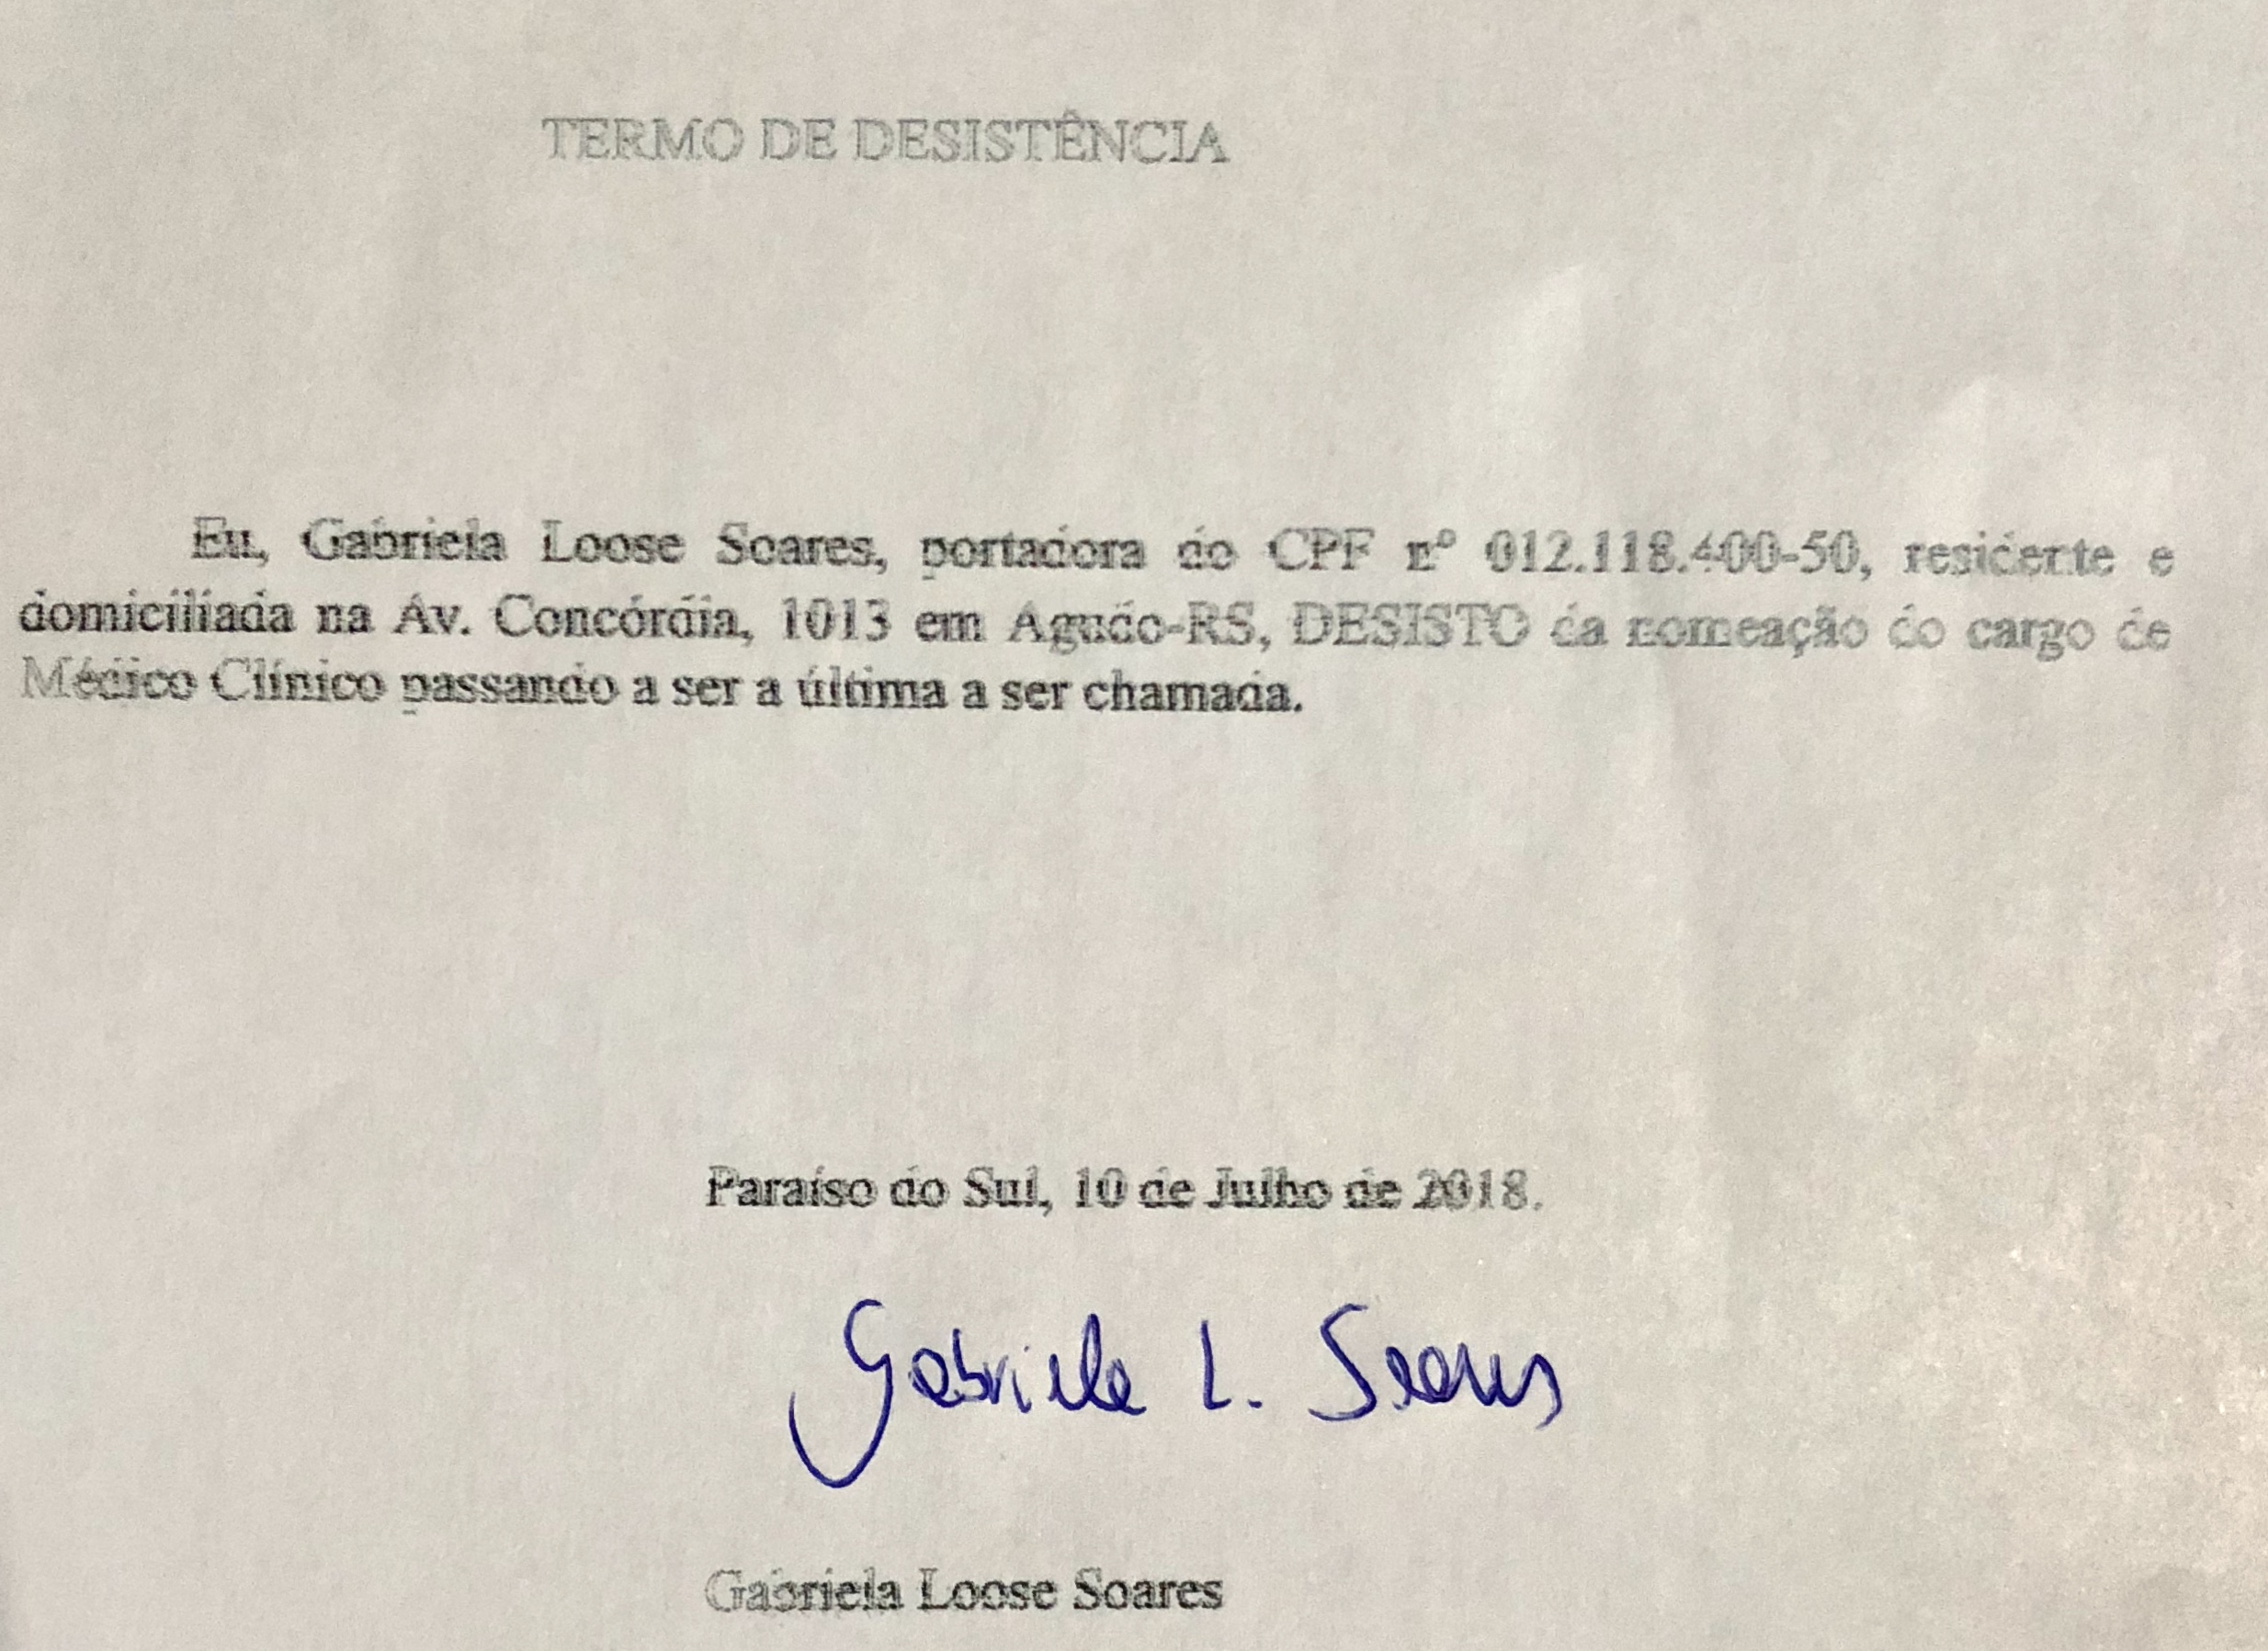 TERMO DE DESISTÊNCIA
Eu, Gabriela Loose Soares, portadora do CPF nº 012.118.400-50, residente e
domiciliada na Av. Concórdia, 1013 em Agudo-RS, DESISTO da nomeação do cargo de
Médico Clínico passando a ser a última a ser chamada.
Paraíso do Sul, 10 de Julho de 2018.
Gabriela L. Soares
Gabriela Loose Soares